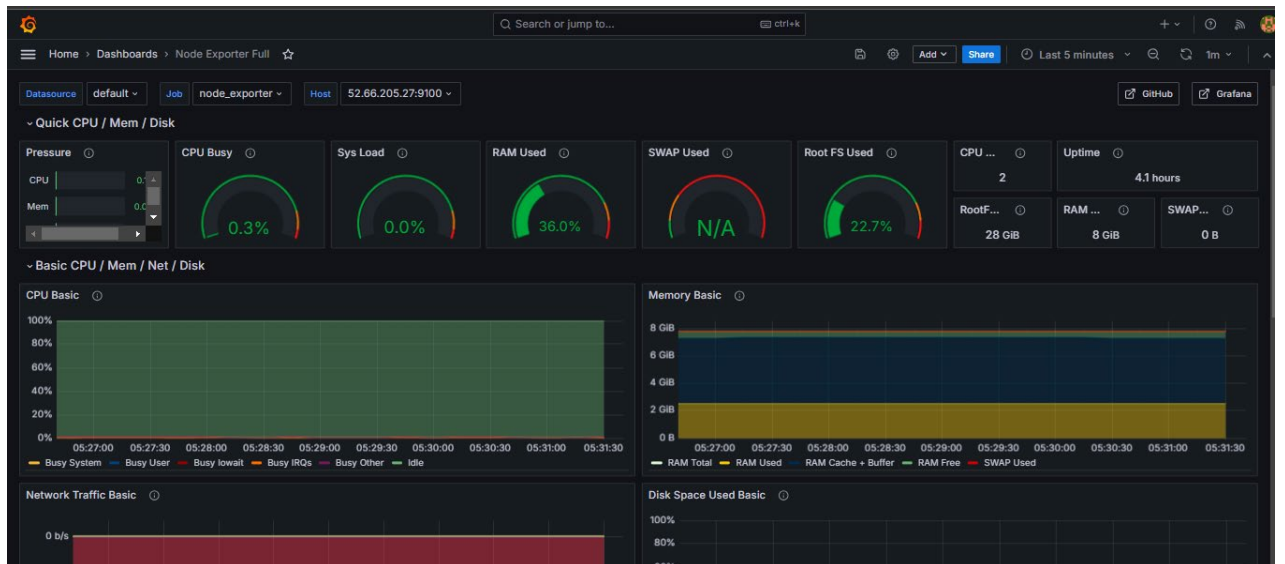 Search or jump to... ctrl+k
Home › Dashboards › Node Exporter Full Add Share Last 5 minutes 1m
Datasource default Job node_exporter Host 52.66.205.27:9100 GitHub Grafana
Quick CPU / Mem / Disk
Pressure CPU Busy Sys Load RAM Used SWAP Used Root FS Used CPU ... Uptime
CPU
2 4.1 hours
Mem
RootF... RAM ... SWAP...
0.3% 0.0% 36.0% N/A 22.7%
28 GiB 8 GiB 0 B
Basic CPU / Mem / Net / Disk
CPU Basic
100%
80%
60%
40%
20%
0%
05:27:00 05:27:30 05:28:00 05:28:30 05:29:00 05:29:30 05:30:00 05:30:30 05:31:00 05:31:30
Busy System Busy User Busy Iowait Busy IRQs Busy Other Idle
Memory Basic
8 GiB
6 GiB
4 GiB
2 GiB
0 B
05:27:00 05:27:30 05:28:00 05:28:30 05:29:00 05:29:30 05:30:00 05:30:30 05:31:00 05:31:30
RAM Total RAM Used RAM Cache + Buffer RAM Free SWAP Used
Network Traffic Basic
0 b/s
Disk Space Used Basic
100%
80%